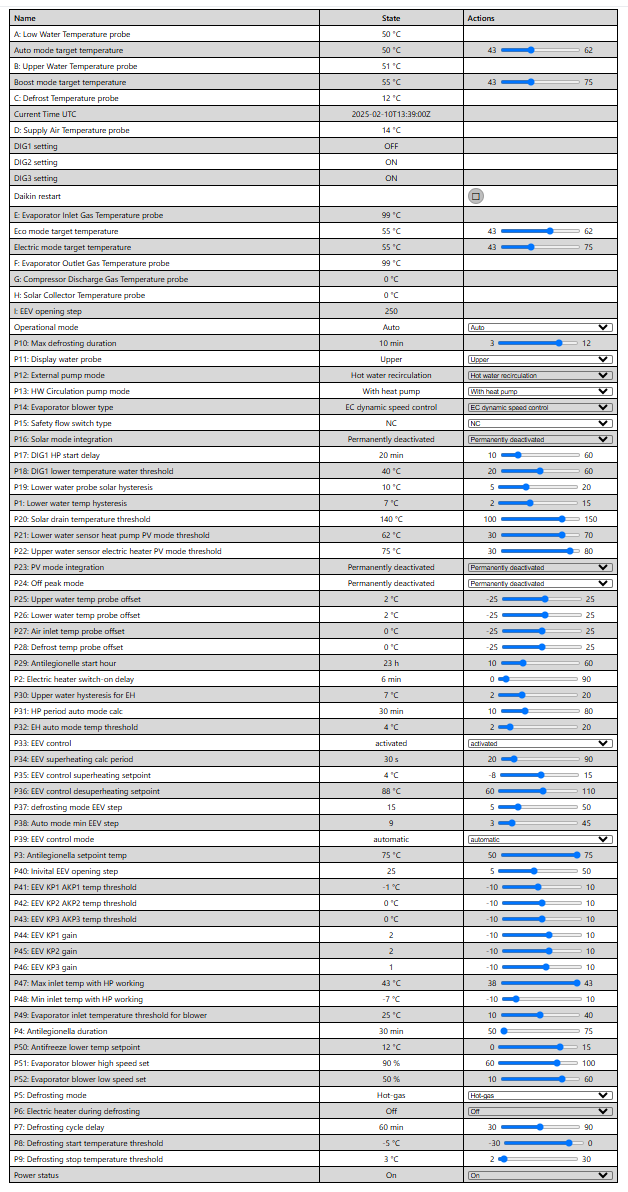 Name State Actions
A: Low Water Temperature probe 50 °C
Auto mode target temperature 50 °C 43 62
B: Upper Water Temperature probe 51 °C
Boost mode target temperature 55 °C 43 75
C: Defrost Temperature probe 12 °C
Current Time UTC 2025-02-10T13:39:00Z
D: Supply Air Temperature probe 14 °C
DIG1 setting OFF
DIG2 setting ON
DIG3 setting ON
Daikin restart
E: Evaporator Inlet Gas Temperature probe 99 °C
Eco mode target temperature 55 °C 43 62
Electric mode target temperature 55 °C 43 75
F: Evaporator Outlet Gas Temperature probe 99 °C
G: Compressor Discharge Gas Temperature probe 0 °C
H: Solar Collector Temperature probe 0 °C
I: EEV opening step 250
Operational mode Auto Auto
P10: Max defrosting duration 10 min 3 12
P11: Display water probe Upper Upper
P12: External pump mode Hot water recirculation Hot water recirculation
P13: HW Circulation pump mode With heat pump With heat pump
P14: Evaporator blower type EC dynamic speed control EC dynamic speed control
P15: Safety flow switch type NC NC
P16: Solar mode integration Permanently deactivated Permanently deactivated
P17: DIG1 HP start delay 20 min 10 60
P18: DIG1 lower temperature water threshold 40 °C 20 60
P19: Lower water probe solar hysteresis 10 °C 5 20
P1: Lower water temp hysteresis 7 °C 2 15
P20: Solar drain temperature threshold 140 °C 100 150
P21: Lower water sensor heat pump PV mode threshold 62 °C 30 70
P22: Upper water sensor electric heater PV mode threshold 75 °C 30 80
P23: PV mode integration Permanently deactivated Permanently deactivated
P24: Off peak mode Permanently deactivated Permanently deactivated
P25: Upper water temp probe offset 2 °C -25 25
P26: Lower water temp probe offset 2 °C -25 25
P27: Air inlet temp probe offset 0 °C -25 25
P28: Defrost temp probe offset 0 °C -25 25
P29: Antilegionelle start hour 23 h 10 60
P2: Electric heater switch-on delay 6 min 0 90
P30: Upper water hysteresis for EH 7 °C 2 20
P31: HP period auto mode calc 30 min 10 80
P32: EH auto mode temp threshold 4 °C 2 20
P33: EEV control activated activated
P34: EEV superheating calc period 30 s 20 90
P35: EEV control superheating setpoint 4 °C -8 15
P36: EEV control desuperheating setpoint 88 °C 60 110
P37: defrosting mode EEV step 15 5 50
P38: Auto mode min EEV step 9 3 45
P39: EEV control mode automatic automatic
P3: Antilegionella setpoint temp 75 °C 50 75
P40: Inivital EEV opening step 25 5 50
P41: EEV KP1 AKP1 temp threshold -1 °C -10 10
P42: EEV KP2 AKP2 temp threshold 0 °C -10 10
P43: EEV KP3 AKP3 temp threshold 0 °C -10 10
P44: EEV KP1 gain 2 -10 10
P45: EEV KP2 gain 2 -10 10
P46: EEV KP3 gain 1 -10 10
P47: Max inlet temp with HP working 43 °C 38 43
P48: Min inlet temp with HP working -7 °C -10 10
P49: Evaporator inlet temperature threshold for blower 25 °C 10 40
P4: Antilegionella duration 30 min 50 75
P50: Antifreeze lower temp setpoint 12 °C 0 15
P51: Evaporator blower high speed set 90 % 60 100
P52: Evaporator blower low speed set 50 % 10 60
P5: Defrosting mode Hot-gas Hot-gas
P6: Electric heater during defrosting Off Off
P7: Defrosting cycle delay 60 min 30 90
P8: Defrosting start temperature threshold -5 °C -30 0
P9: Defrosting stop temperature threshold 3 °C 2 30
Power status On On